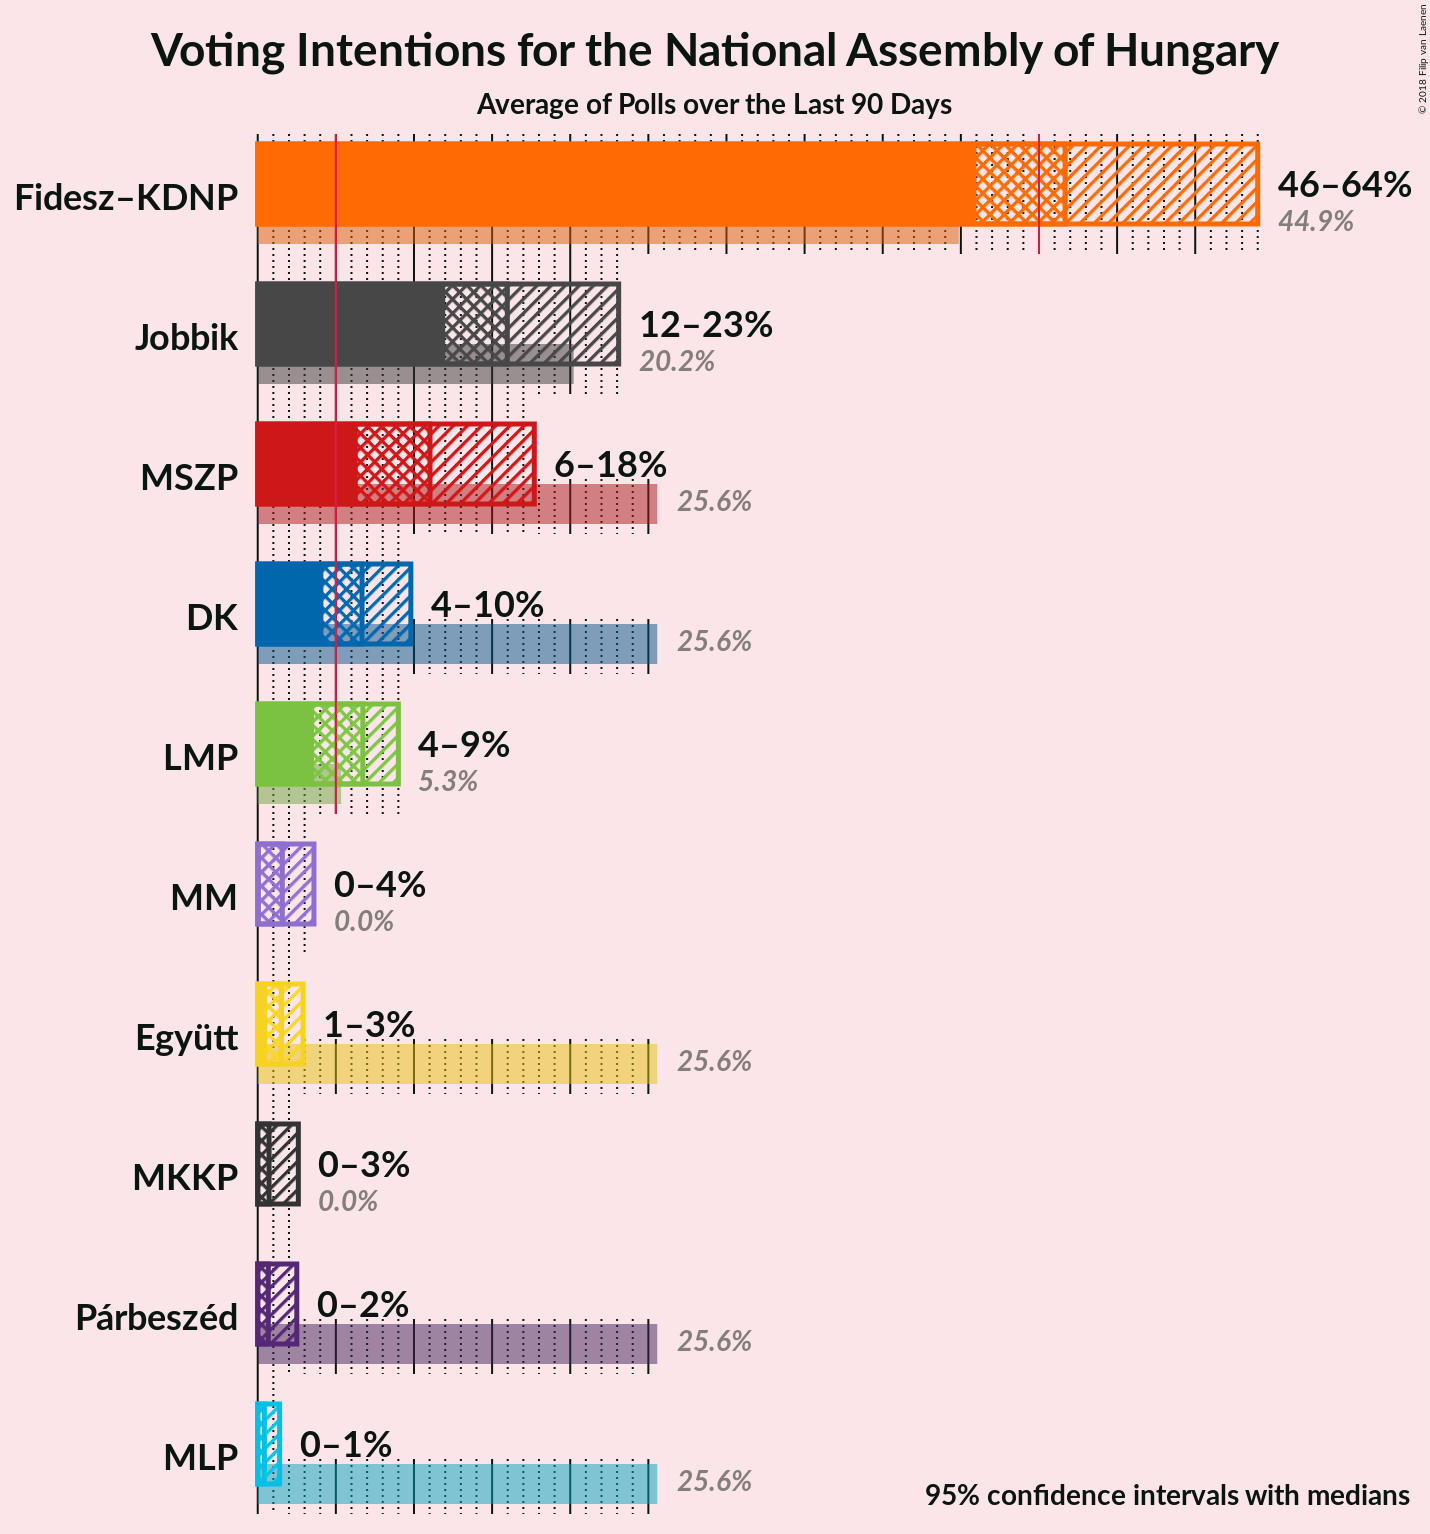 Voting Intentions for the National Assembly of Hungary
Average of Polls over the Last 90 Days
© 2018 Filip van Laenen
Fidesz–KDNP
46–64%
44.9%
Jobbik
12–23%
20.2%
MSZP
6–18%
25.6%
DK
4–10%
25.6%
LMP
4–9%
5.3%
MM
0–4%
0.0%
Együtt
1–3%
25.6%
MKKP
0–3%
0.0%
Párbeszéd
0–2%
25.6%
MLP
0–1%
25.6%
95% confidence intervals with medians